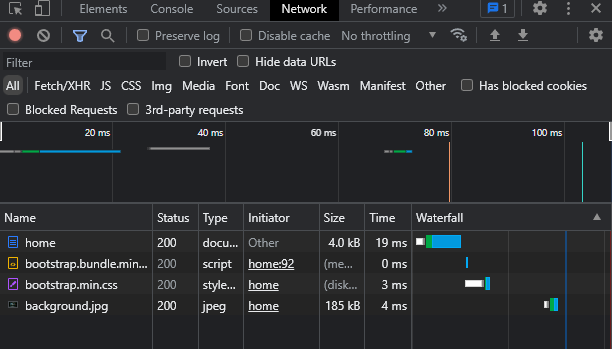 Elements Console Sources Network Performance » 1
Preserve log Disable cache No throttling
Filter Invert Hide data URLs
All Fetch/XHR JS CSS Img Media Font Doc WS Wasm Manifest Other Has blocked cookies
Blocked Requests 3rd-party requests
20 ms 40 ms 60 ms 80 ms 100 ms
Name Status Type Initiator Size Time Waterfall
home 200 docu... Other 4.0 kB 19 ms
bootstrap.bundle.min... 200 script home:92 (me... 0 ms
bootstrap.min.css 200 style... home (disk... 3 ms
background.jpg 200 jpeg home 185 kB 4 ms